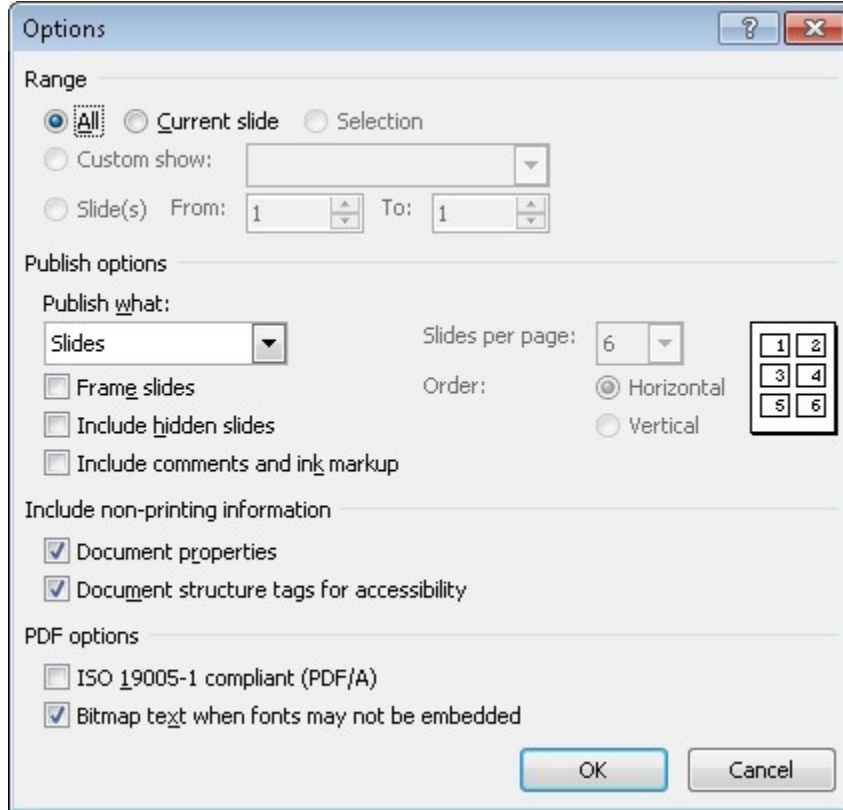 Options
Range
All Current slide Selection
Custom show:
Slide(s) From: 1 To: 1
Publish options
Publish what:
Slides Slides per page: 6
Frame slides Order: Horizontal
Include hidden slides Vertical
Include comments and ink markup
1 2
3 4
5 6
Include non-printing information
Document properties
Document structure tags for accessibility
PDF options
ISO 19005-1 compliant (PDF/A)
Bitmap text when fonts may not be embedded
OK Cancel